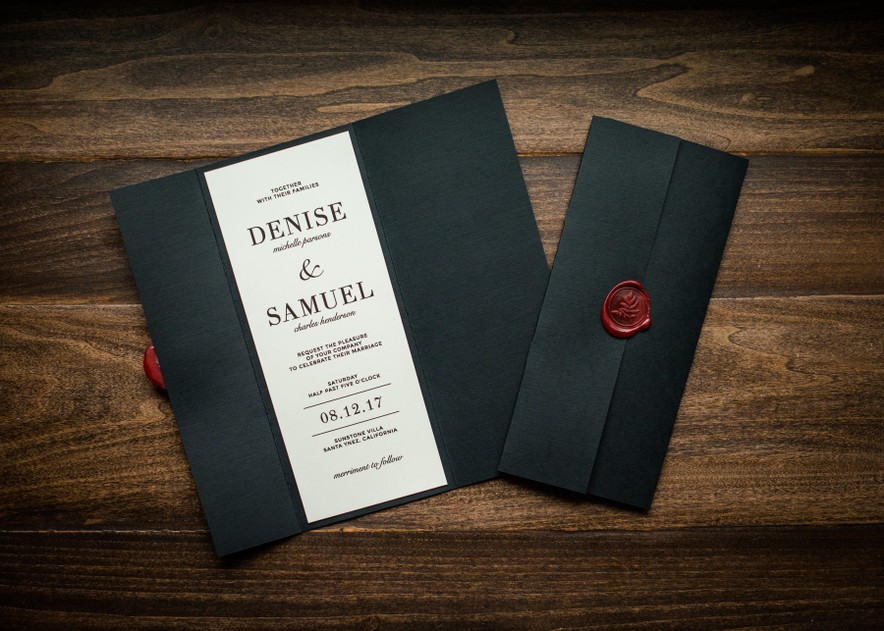 TOGETHER
WITH THEIR FAMILIES
DENISE
michelle parsons
&
SAMUEL
charles henderson
REQUEST THE PLEASURE
OF YOUR COMPANY
TO CELEBRATE THEIR MARRIAGE
SATURDAY
HALF PAST FIVE O'CLOCK
08.12.17
SUNSTONE VILLA
SANTA YNEZ, CALIFORNIA
merriment to follow